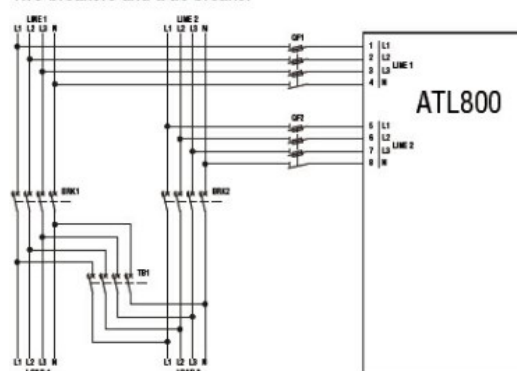 LINE 1
LINE 2
L1 L2 L3 N
L1 L2 L3 N
QF1
1 L1
2 L2
3 L3
4 N
LINE 1
ATL800
QF2
5 L1
6 L2
7 L3
8 N
LINE 2
BRK1
BRK2
TB1
L1 L2 L3 N
L1 L2 L3 N